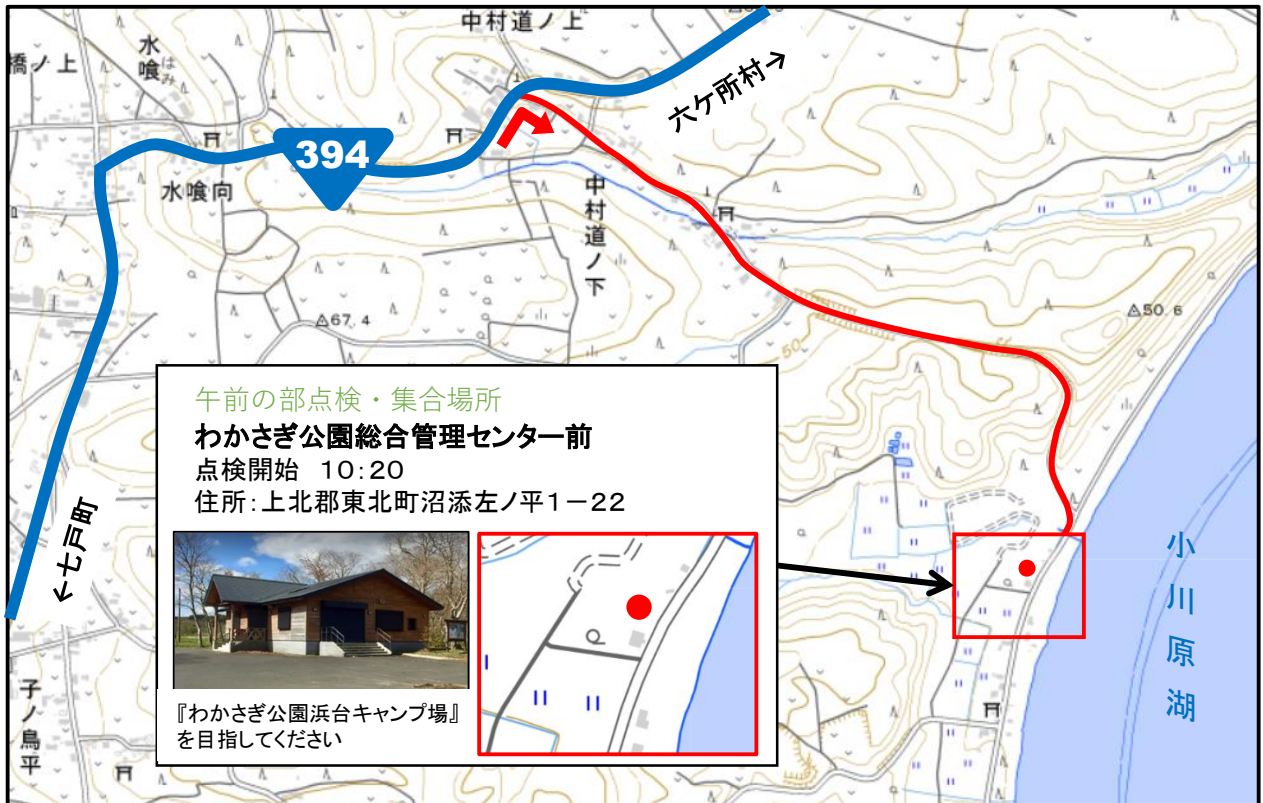 中村道ノ上
橋ノ上
水喰
はみ
六ケ所村→
394
水喰向
中村道ノ下
67.4
50.6
50
午前の部点検・集合場所
わかさぎ公園総合管理センター前
点検開始 10:20
住所:上北郡東北町沼添左ノ平1-22
『わかさぎ公園浜台キャンプ場』
を目指してください
←七戸町
子ノ鳥平
小川原湖